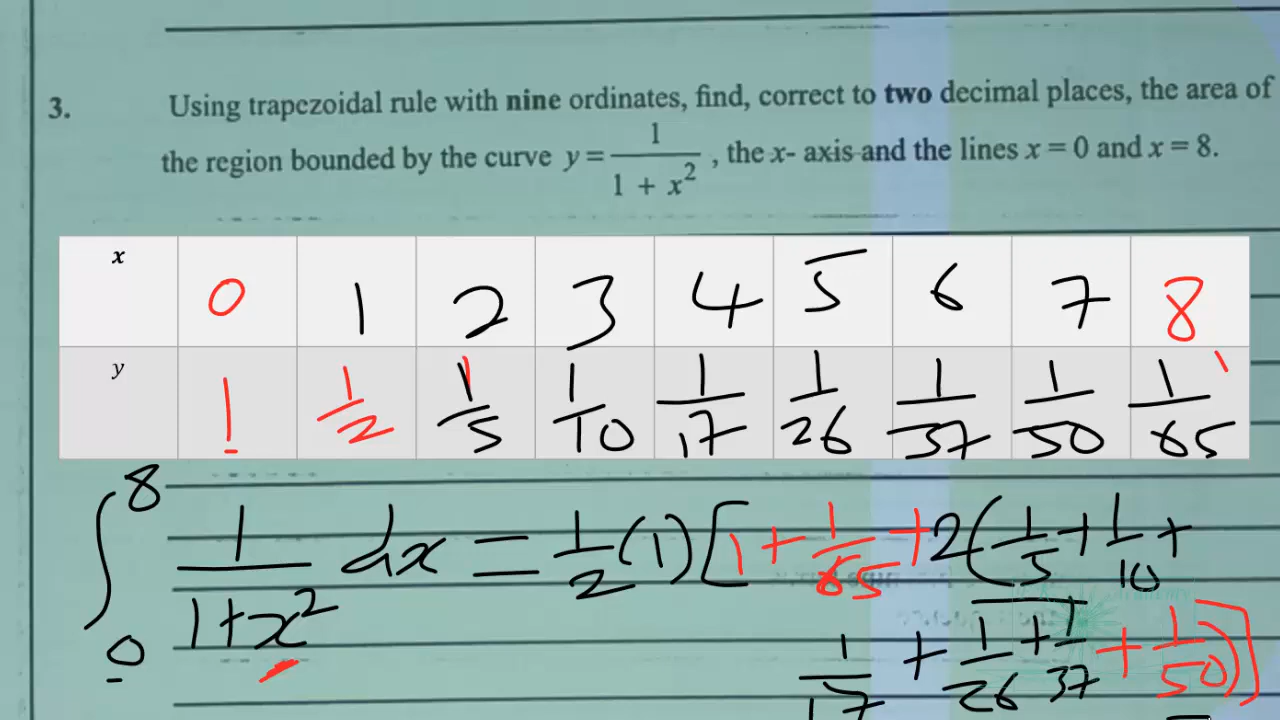 3. Using trapezoidal rule with nine ordinates, find, correct to two decimal places, the area of
the region bounded by the curve y = 1/(1 + x²), the x- axis and the lines x = 0 and x = 8.
x 0 1 2 3 4 5 6 7 8
y 1 1/2 1/5 1/10 1/17 1/26 1/37 1/50 1/65
∫₀⁸ 1/(1+x²) dx = 1/2 (1) [1 + 1/65 + 2(1/5 + 1/10 +
1/17 + 1/26 + 1/37 + 1/50)]